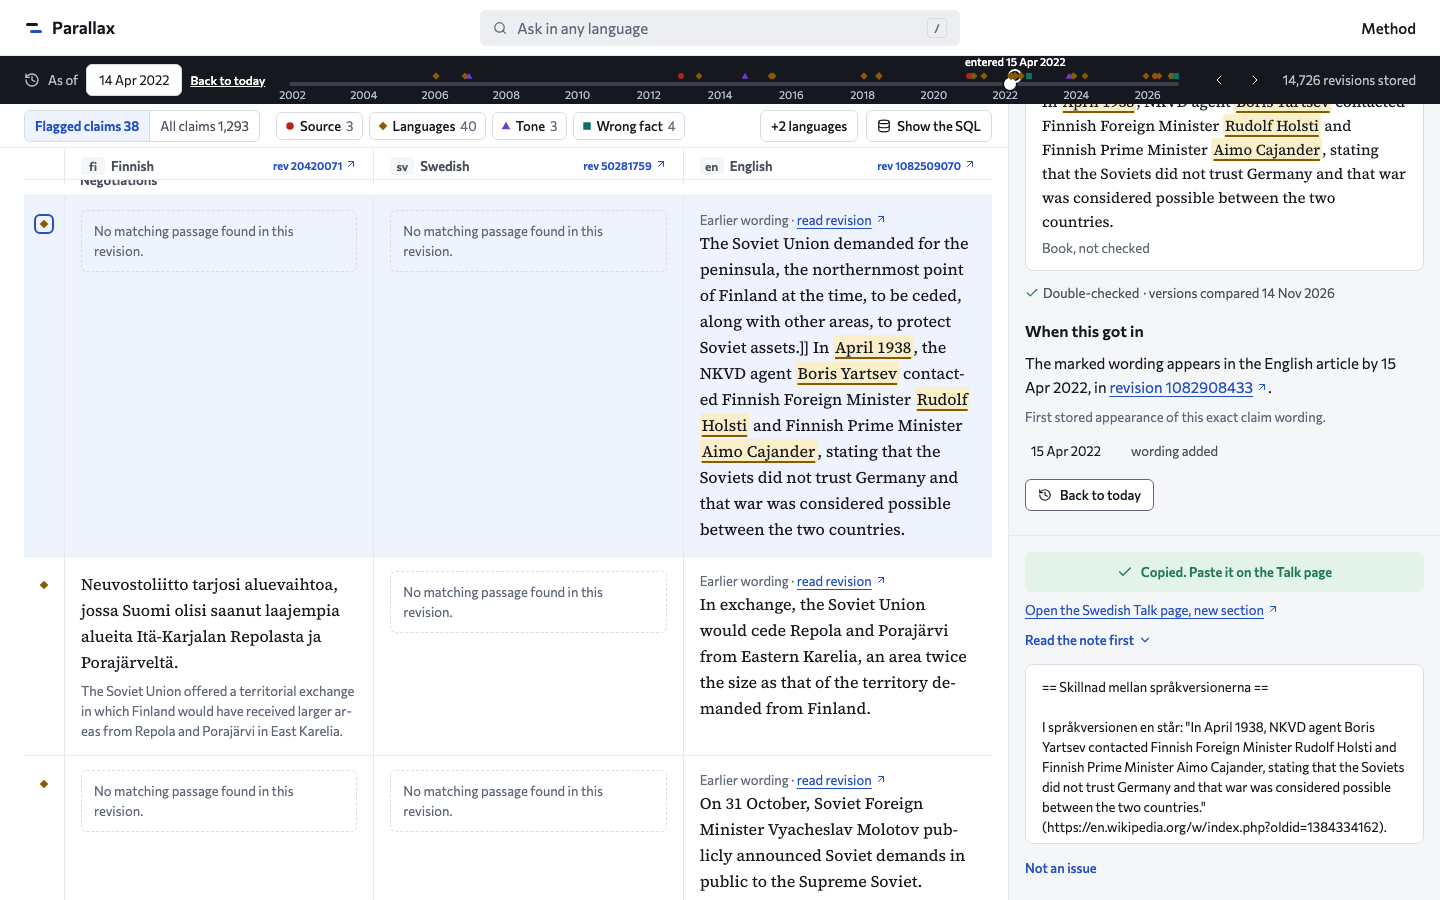 Parallax
Ask in any language
/
Method
As of
14 Apr 2022
Back to today
entered 15 Apr 2022
2002
2004
2006
2008
2010
2012
2014
2016
2018
2020
2022
2024
2026
14,726 revisions stored
Flagged claims 38
All claims 1,293
Source 3
Languages 40
Tone 3
Wrong fact 4
+2 languages
Show the SQL
fi Finnish
rev 20420071
sv Swedish
rev 50281759
en English
rev 1082509070
Negotiations
No matching passage found in this
revision.
No matching passage found in this
revision.
Earlier wording · read revision
The Soviet Union demanded for the
peninsula, the northernmost point
of Finland at the time, to be ceded,
along with other areas, to protect
Soviet assets.]] In April 1938, the
NKVD agent Boris Yartsev contact-
ed Finnish Foreign Minister Rudolf
Holsti and Finnish Prime Minister
Aimo Cajander, stating that the
Soviets did not trust Germany and
that war was considered possible
between the two countries.
Neuvostoliitto tarjosi aluevaihtoa,
jossa Suomi olisi saanut laajempia
alueita Itä-Karjalan Repolasta ja
Porajärveltä.
The Soviet Union offered a territorial exchange
in which Finland would have received larger ar-
eas from Repola and Porajärvi in East Karelia.
No matching passage found in this
revision.
Earlier wording · read revision
In exchange, the Soviet Union
would cede Repola and Porajärvi
from Eastern Karelia, an area twice
the size as that of the territory de-
manded from Finland.
No matching passage found in this
revision.
No matching passage found in this
revision.
Earlier wording · read revision
On 31 October, Soviet Foreign
Minister Vyacheslav Molotov pub-
licly announced Soviet demands in
public to the Supreme Soviet.
In April 1938, NKVD agent Boris Yartsev contacted
Finnish Foreign Minister Rudolf Holsti and
Finnish Prime Minister Aimo Cajander, stating
that the Soviets did not trust Germany and that war
was considered possible between the two
countries.
Book, not checked
Double-checked · versions compared 14 Nov 2026
When this got in
The marked wording appears in the English article by 15
Apr 2022, in revision 1082908433 .
First stored appearance of this exact claim wording.
15 Apr 2022 wording added
Back to today
Copied. Paste it on the Talk page
Open the Swedish Talk page, new section
Read the note first
== Skillnad mellan språkversionerna ==
I språkversionen en står: "In April 1938, NKVD agent Boris
Yartsev contacted Finnish Foreign Minister Rudolf Holsti and
Finnish Prime Minister Aimo Cajander, stating that the Soviets
did not trust Germany and that war was considered possible
between the two countries."
(https://en.wikipedia.org/w/index.php?oldid=1384334162).
Not an issue